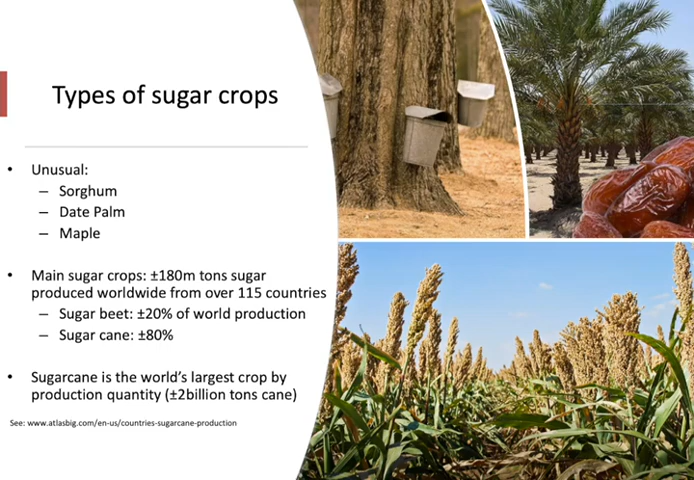 Types of sugar crops
• Unusual:
– Sorghum
– Date Palm
– Maple
• Main sugar crops: ±180m tons sugar
produced worldwide from over 115 countries
– Sugar beet: ±20% of world production
– Sugar cane: ±80%
• Sugarcane is the world's largest crop by
production quantity (±2billion tons cane)
See: www.atlasbig.com/en-us/countries-sugarcane-production